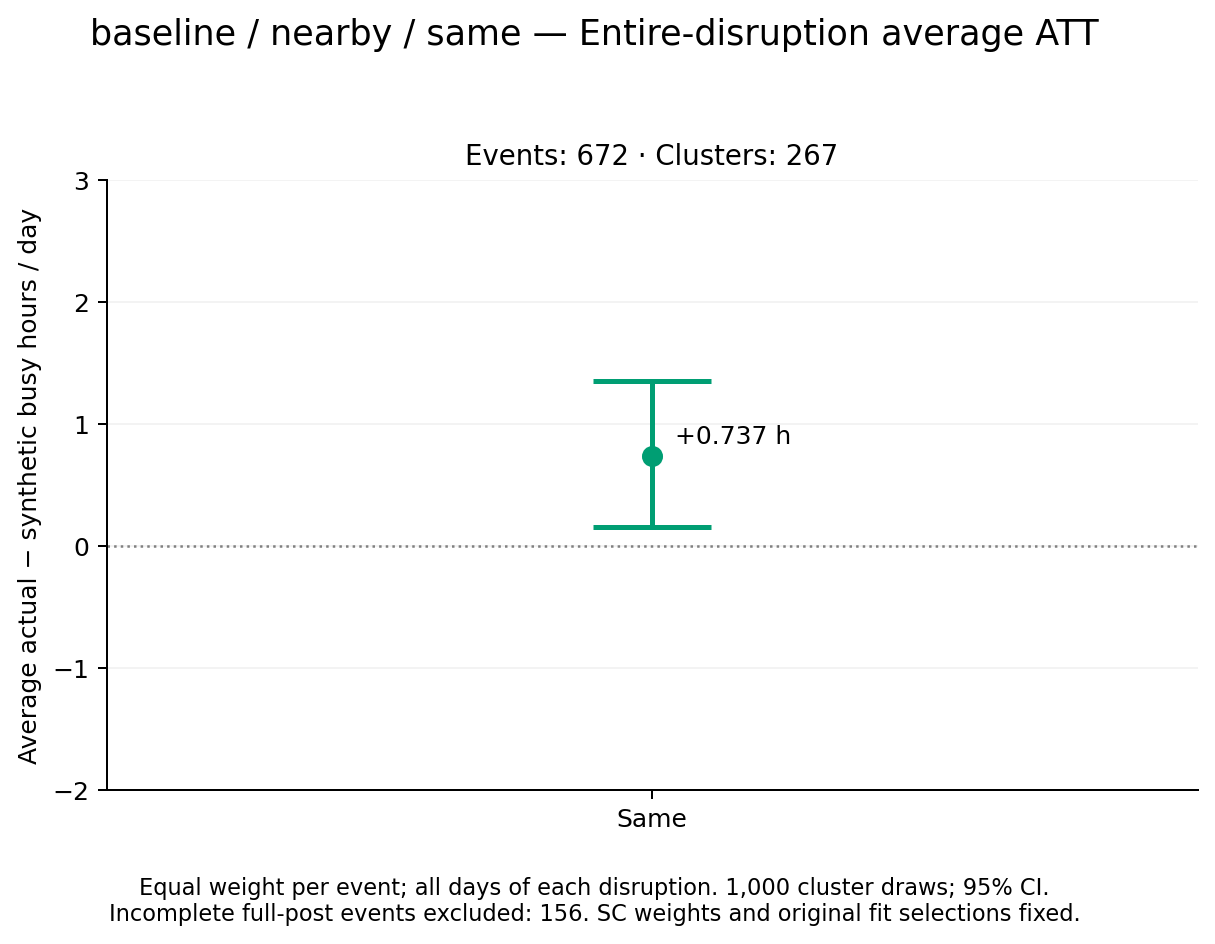 baseline / nearby / same — Entire-disruption average ATT
Events: 672 · Clusters: 267
Average actual − synthetic busy hours / day
3
2
1
0
−1
−2
+0.737 h
Same
Equal weight per event; all days of each disruption. 1,000 cluster draws; 95% CI.
Incomplete full-post events excluded: 156. SC weights and original fit selections fixed.